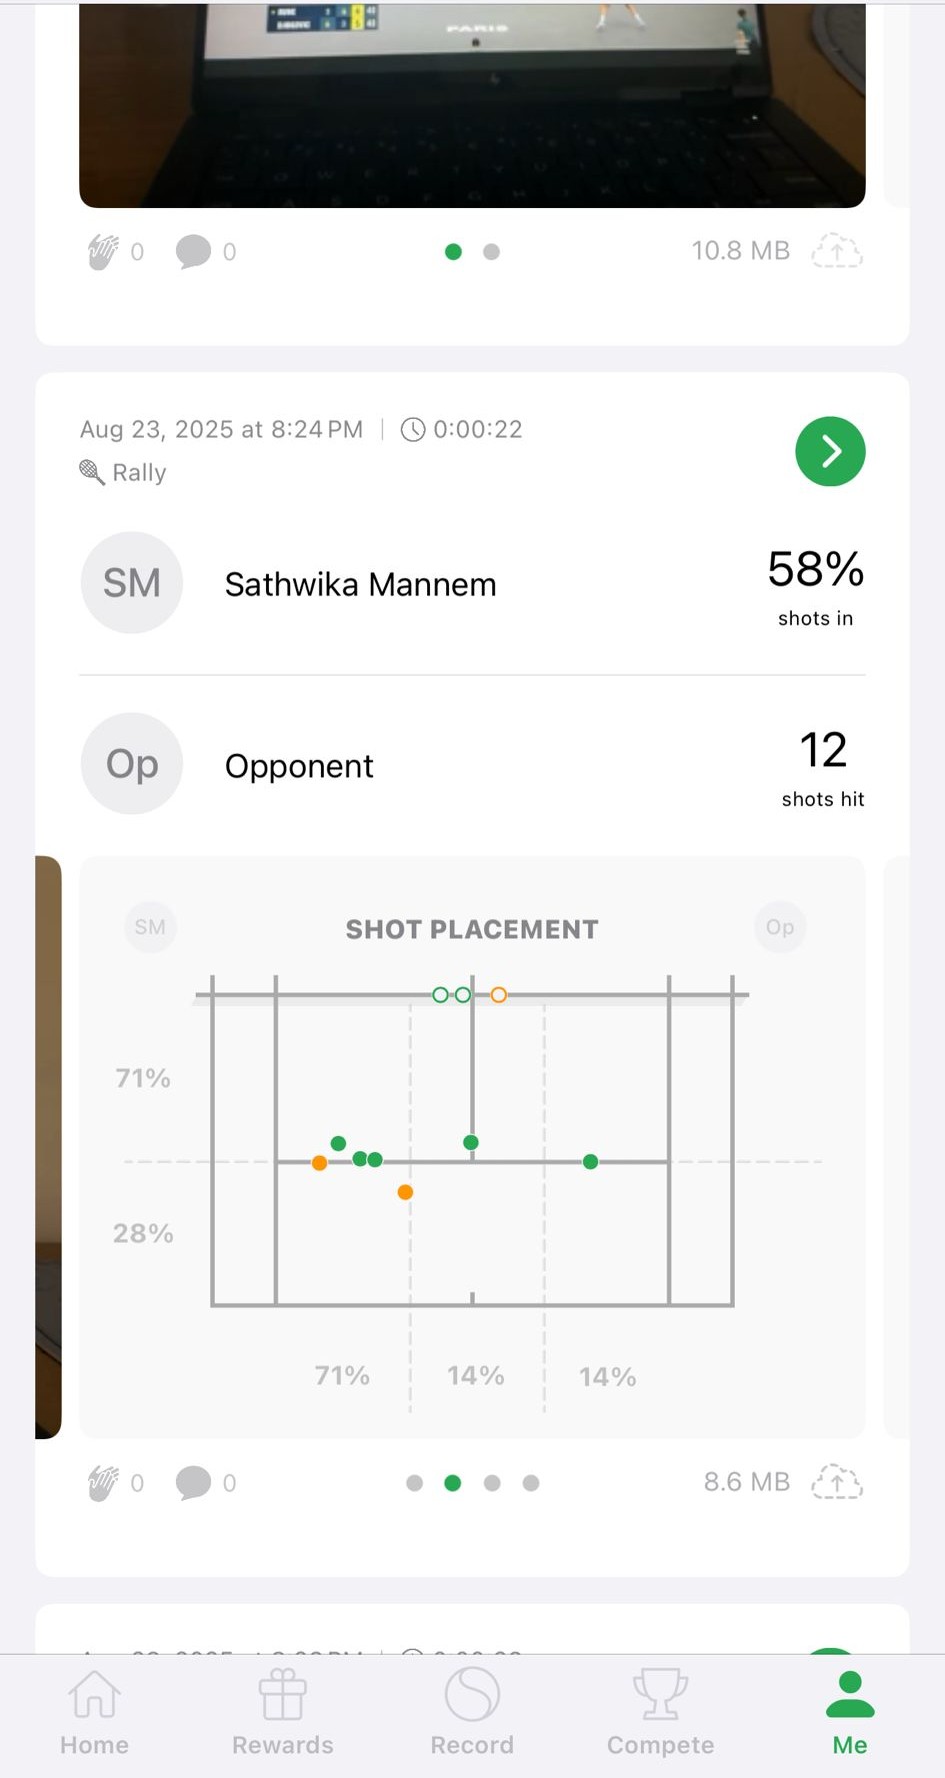 PARIS
0
0
10.8 MB
Aug 23, 2025 at 8:24 PM
0:00:22
Rally
SM
Sathwika Mannem
58%
shots in
Op
Opponent
12
shots hit
SM
SHOT PLACEMENT
Op
71%
28%
71%
14%
14%
0
0
8.6 MB
Home
Rewards
Record
Compete
Me